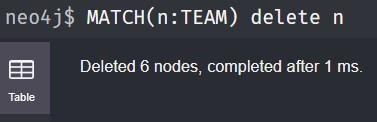 neo4j$ MATCH(n:TEAM) delete n
Deleted 6 nodes, completed after 1 ms.
Table